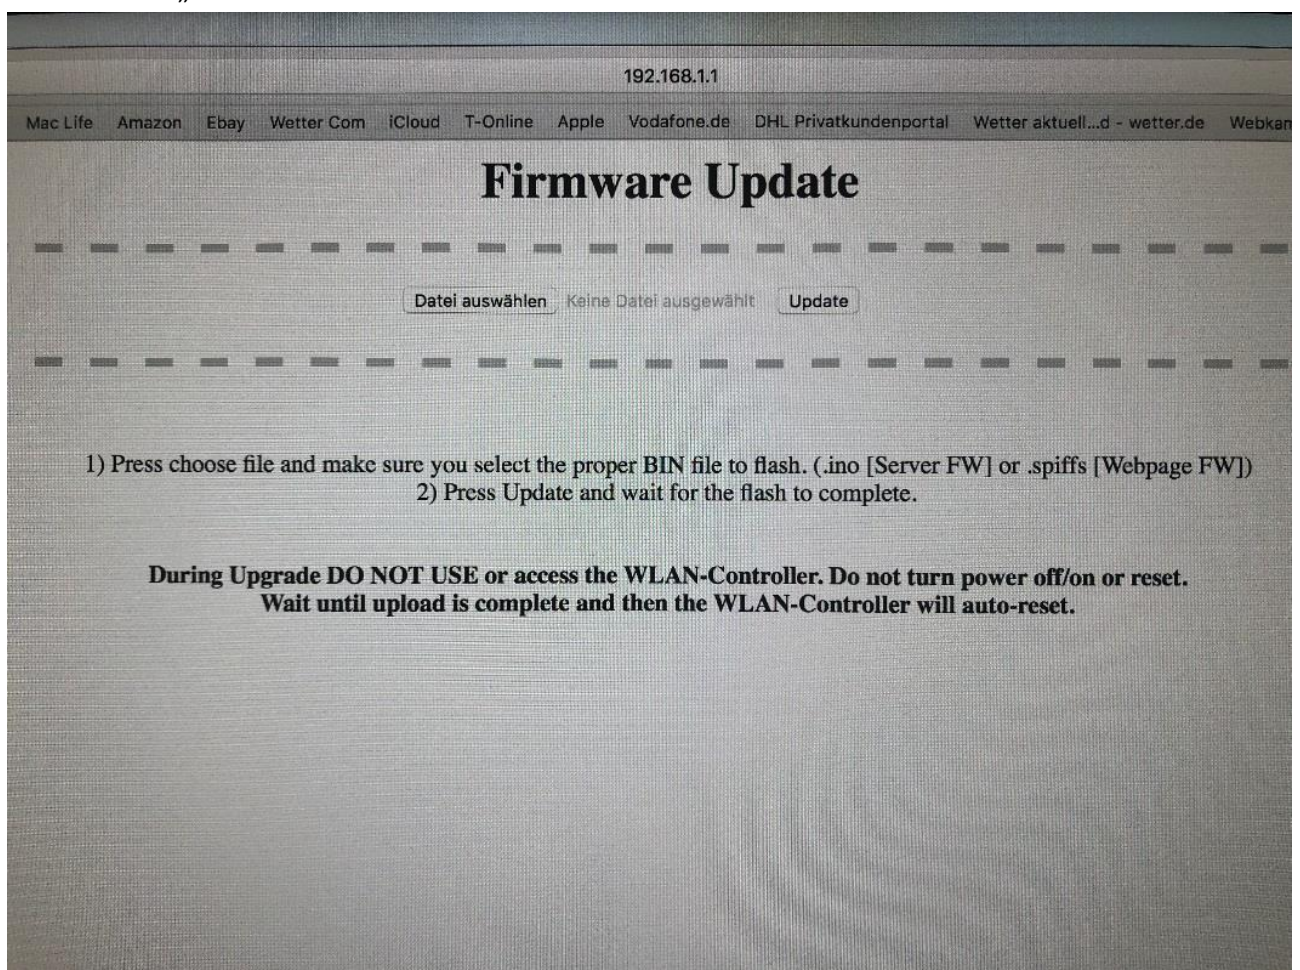 „
192.168.1.1
Mac Life Amazon Ebay Wetter Com iCloud T-Online Apple Vodafone.de DHL Privatkundenportal Wetter aktuell...d - wetter.de Webkam
Firmware Update
Datei auswählen Keine Datei ausgewählt Update
1) Press choose file and make sure you select the proper BIN file to flash. (.ino [Server FW] or .spiffs [Webpage FW])
2) Press Update and wait for the flash to complete.
During Upgrade DO NOT USE or access the WLAN-Controller. Do not turn power off/on or reset.
Wait until upload is complete and then the WLAN-Controller will auto-reset.